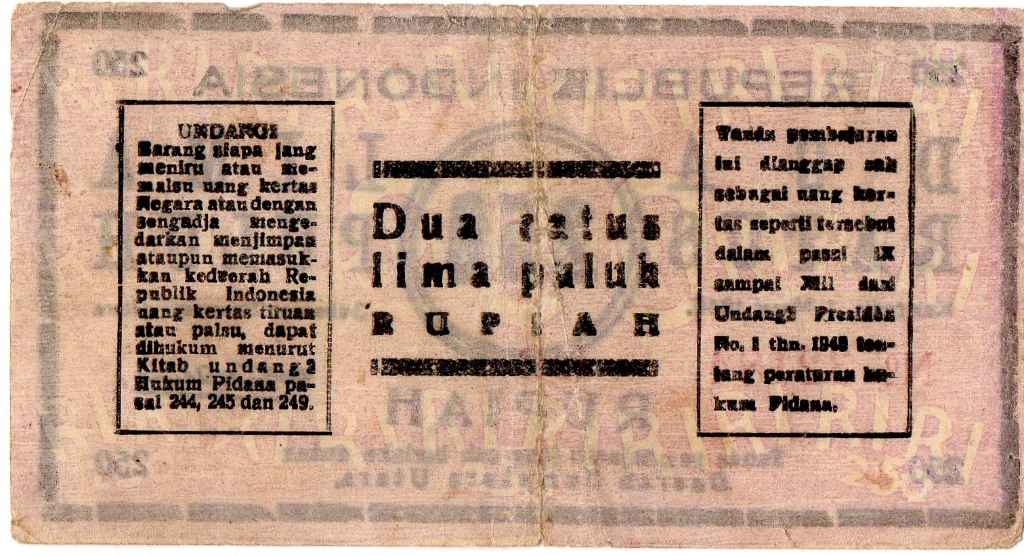 UNDANG2
Barang siapa jang
meniru atau me-
malsu uang kertas
Negara atau dengan
sengadja menge-
darkan menjimpan
ataupun memasuk-
kan kedaerah Re-
publik Indonesia
uang kertas tiruan
atau palsu, dapat
dihukum menurut
Kitab undang2
Hukum Pidana pa-
sal 244, 245 dan 249.
Dua ratus
lima puluh
RUPIAH
Tanda pembajaran
ini dianggap sah
sebagai uang ker-
tas seperti tersebut
dalam pasal IX
sampai XIII dari
Undang2 Presiden
No. 1 thn. 1946 ten-
tang peraturan hu-
kum Pidana.
250
REPUBLIK INDONESIA
250
RUPIAH
250
Daerah Sumatera Utara.
250